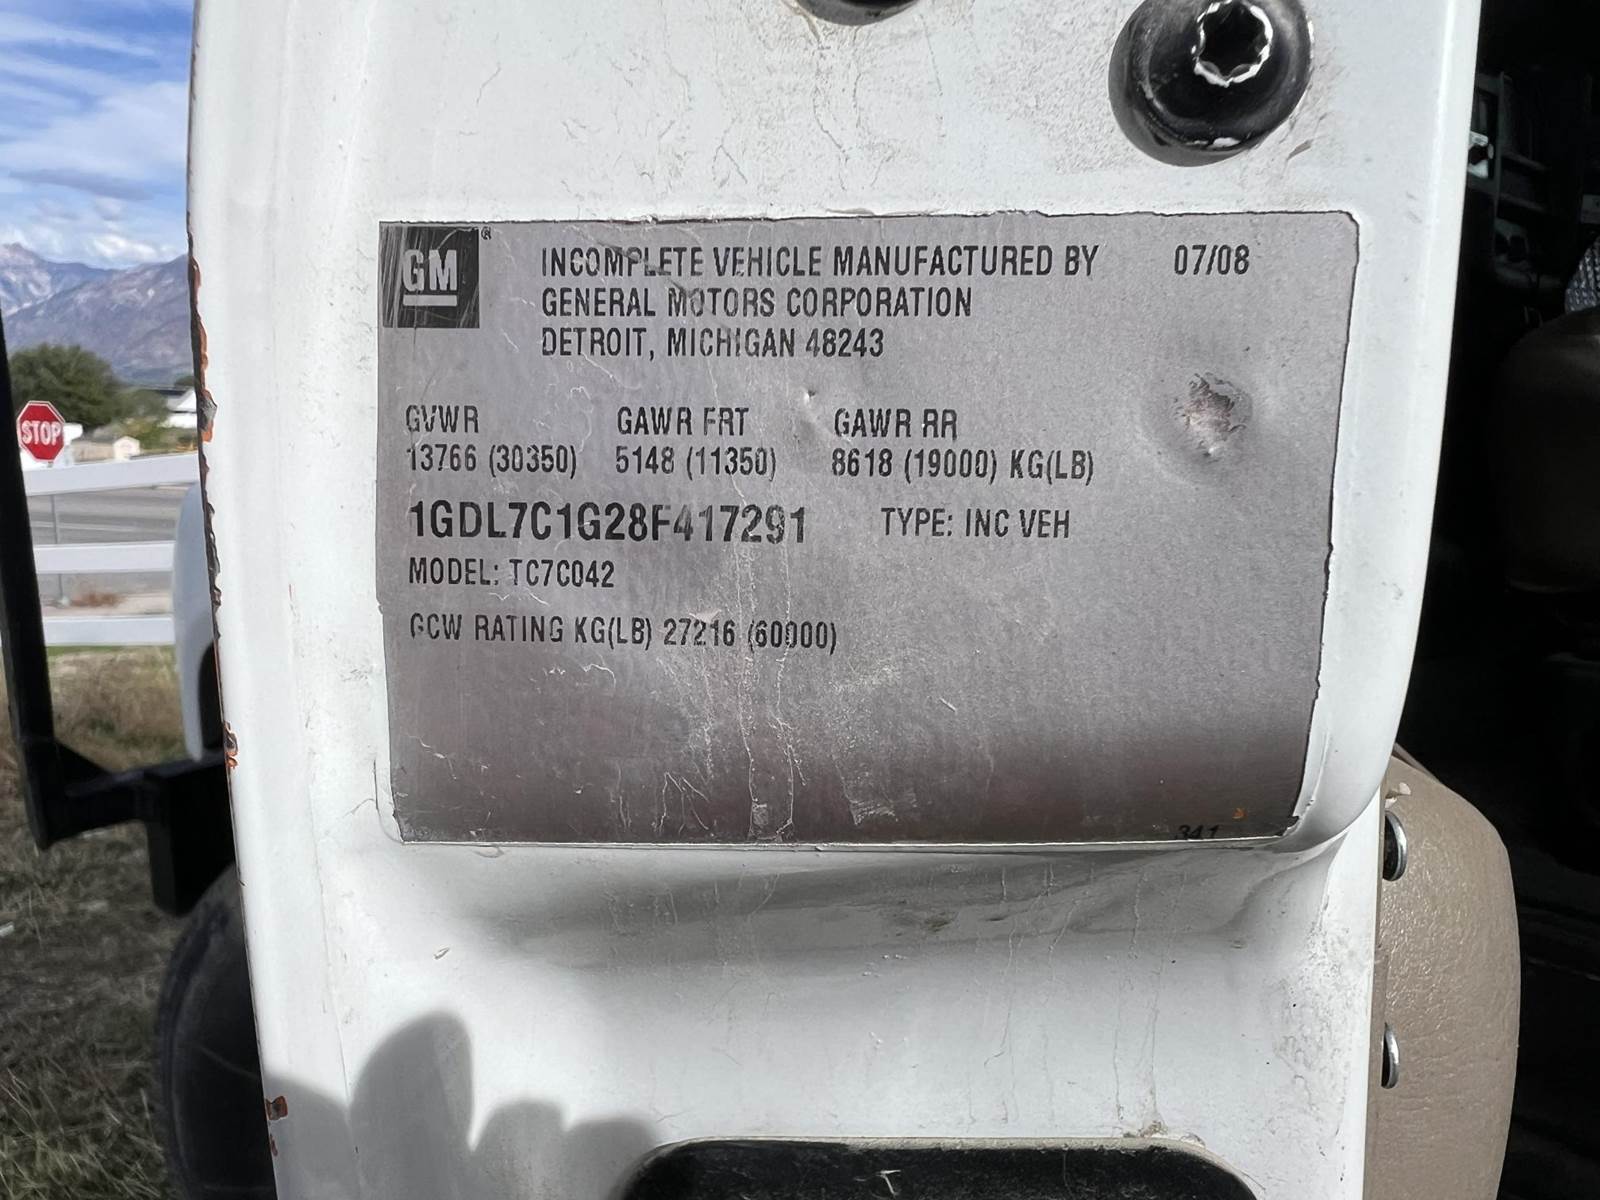 GM ®
INCOMPLETE VEHICLE MANUFACTURED BY 07/08
GENERAL MOTORS CORPORATION
DETROIT, MICHIGAN 48243
GVWR GAWR FRT GAWR RR
13766 (30350) 5148 (11350) 8618 (19000) KG(LB)
1GDL7C1G28F417291 TYPE: INC VEH
MODEL: TC7C042
GCW RATING KG(LB) 27216 (60000)
341
STOP